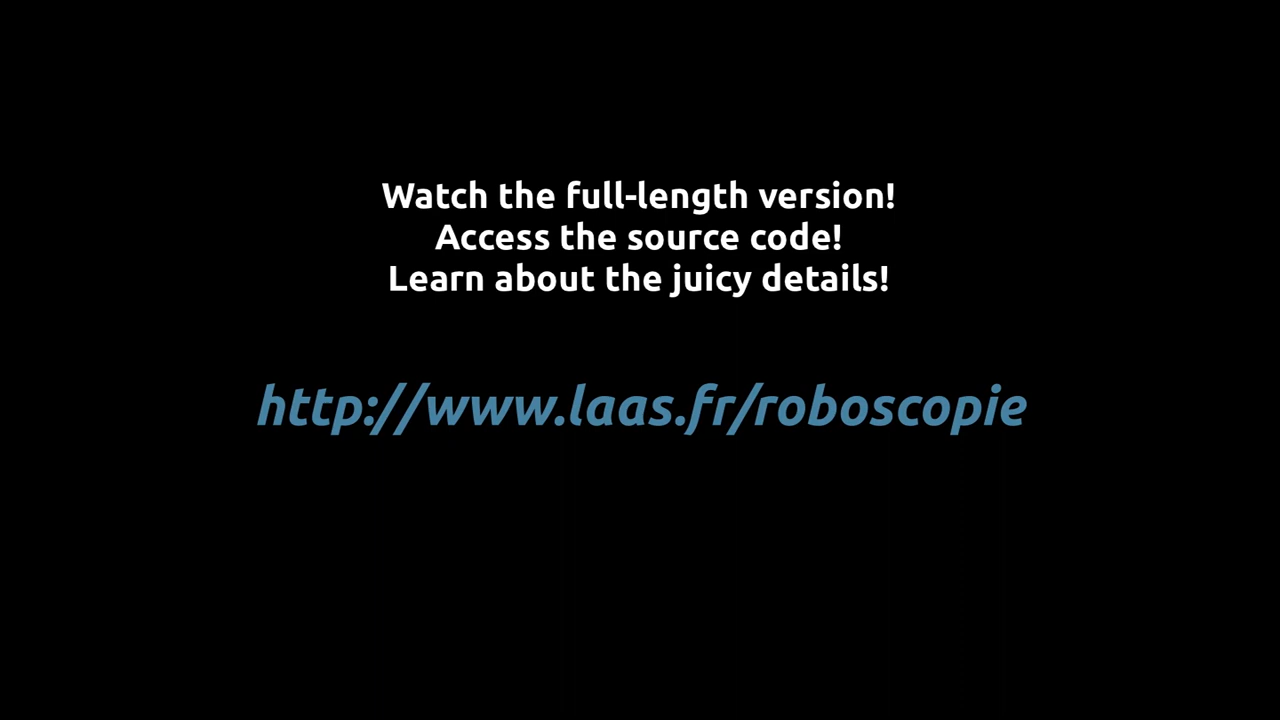 Watch the full-length version!
Access the source code!
Learn about the juicy details!
http://www.laas.fr/roboscopie